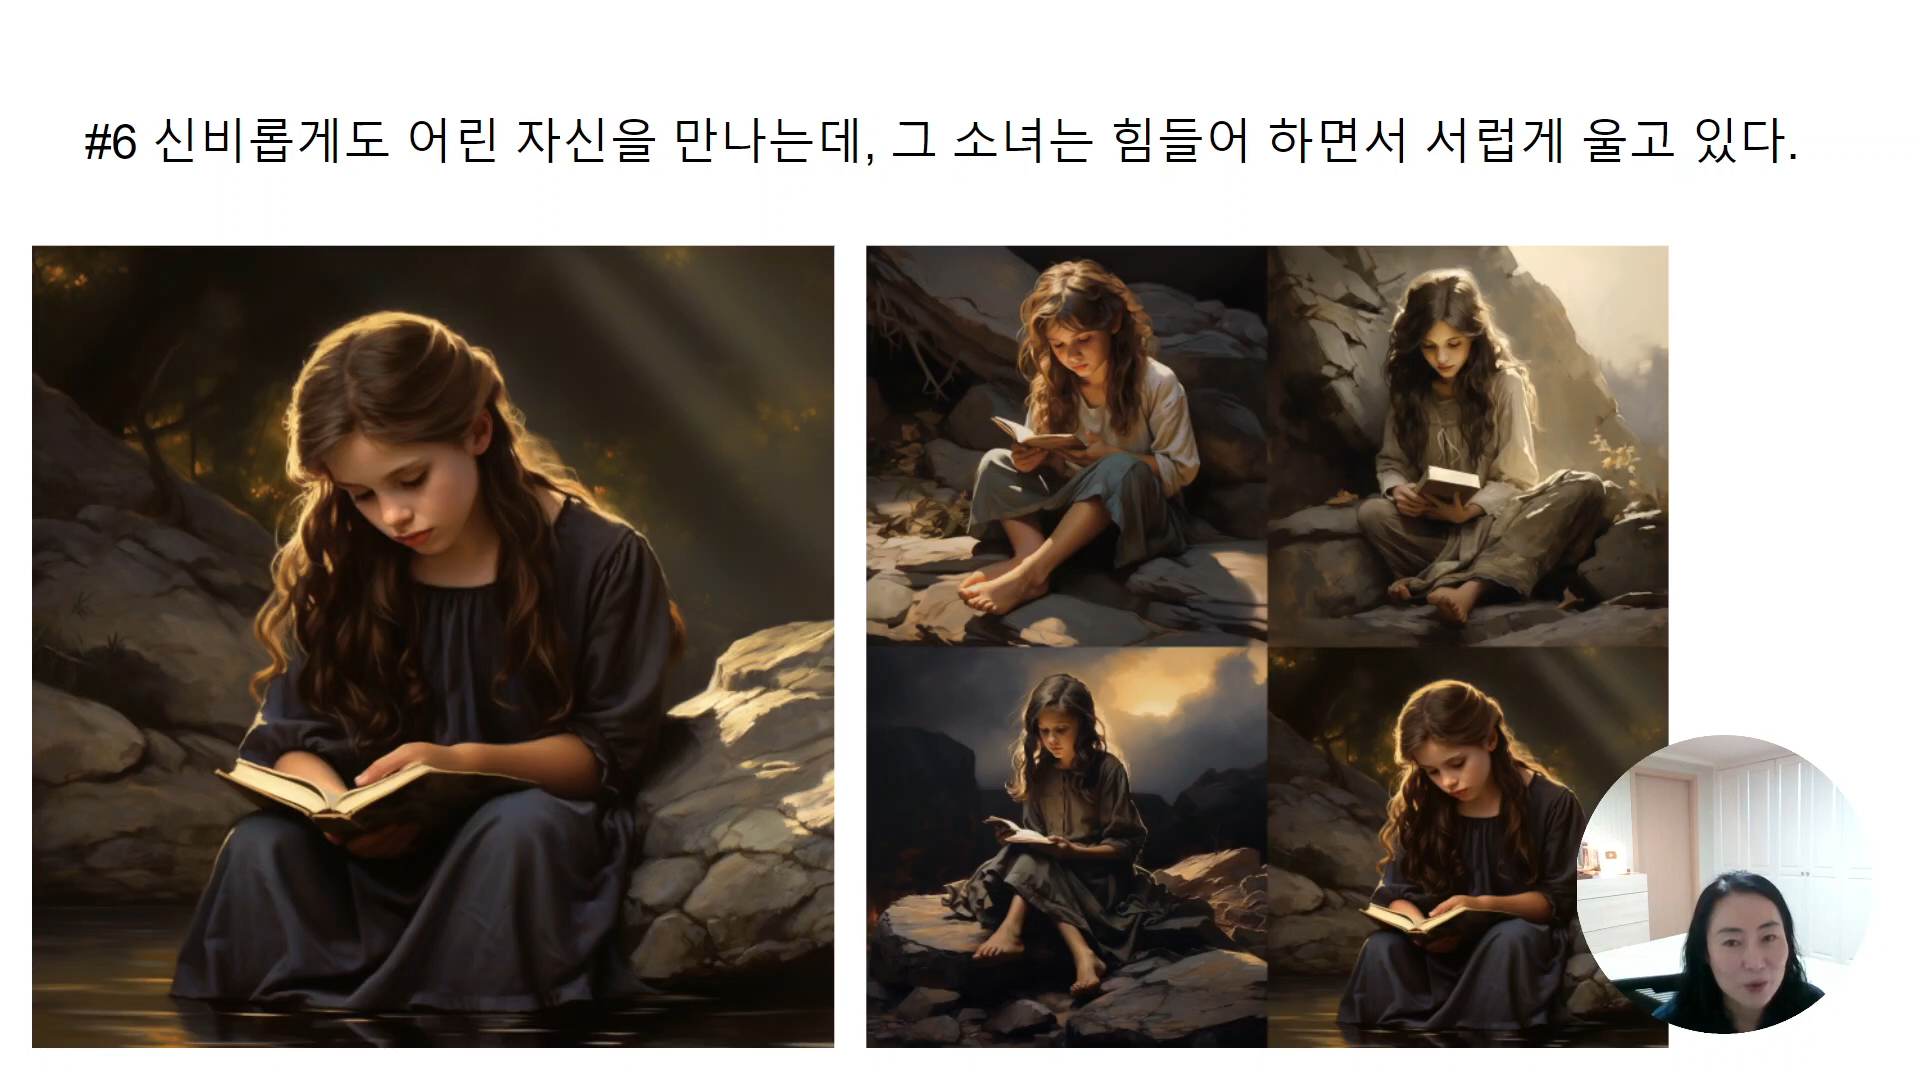 #6 신비롭게도 어린 자신을 만나는데, 그 소녀는 힘들어 하면서 서럽게 울고 있다.